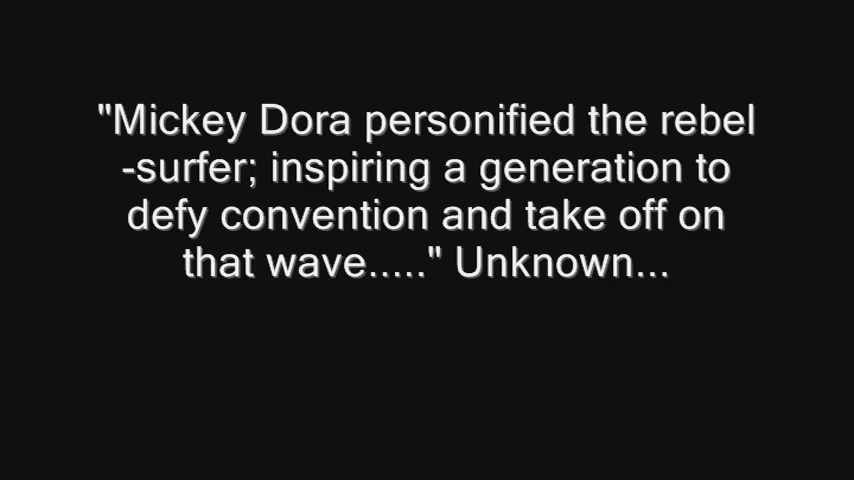 "Mickey Dora personified the rebel
-surfer; inspiring a generation to
defy convention and take off on
that wave....." Unknown...